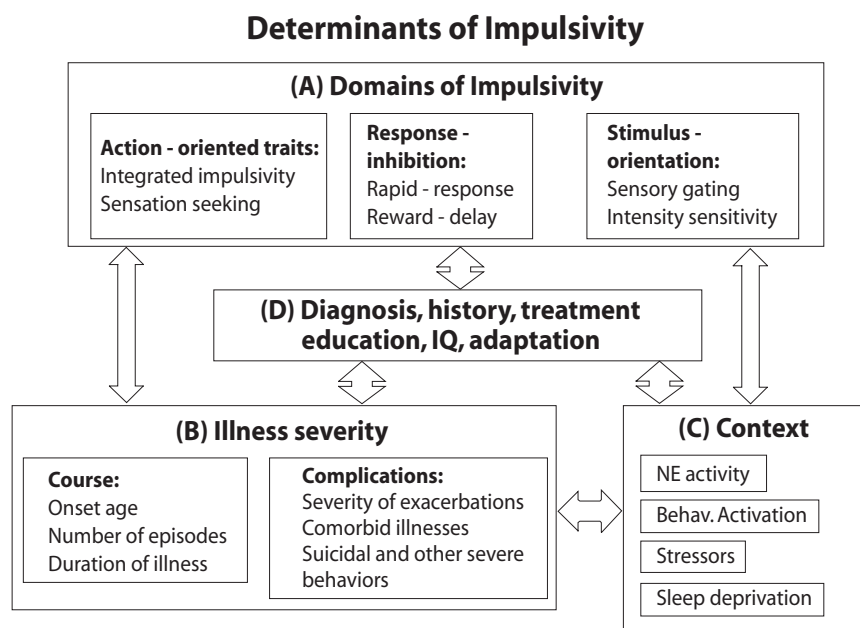 Determinants of Impulsivity
(A) Domains of Impulsivity
Action - oriented traits:
Integrated impulsivity
Sensation seeking
Response -
inhibition:
Rapid - response
Reward - delay
Stimulus -
orientation:
Sensory gating
Intensity sensitivity
(D) Diagnosis, history, treatment
education, IQ, adaptation
(B) Illness severity
Course:
Onset age
Number of episodes
Duration of illness
Complications:
Severity of exacerbations
Comorbid illnesses
Suicidal and other severe
behaviors
(C) Context
NE activity
Behav. Activation
Stressors
Sleep deprivation